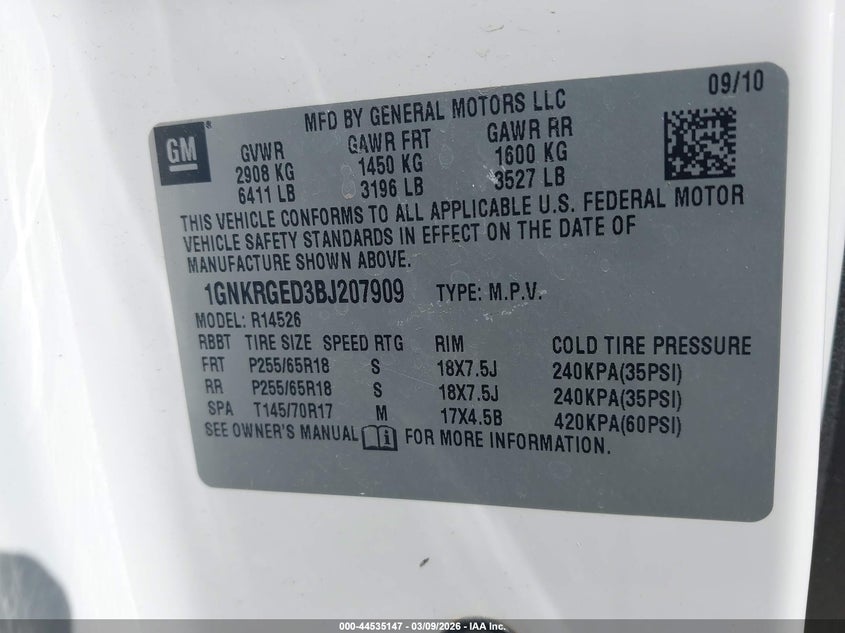 09/10
MFD BY GENERAL MOTORS LLC
GM®
GVWR GAWR FRT GAWR RR
2908 KG 1450 KG 1600 KG
6411 LB 3196 LB 3527 LB
THIS VEHICLE CONFORMS TO ALL APPLICABLE U.S. FEDERAL MOTOR
VEHICLE SAFETY STANDARDS IN EFFECT ON THE DATE OF
MANUFACTURE SHOWN ABOVE.
1GNKRGED3BJ207909 TYPE: M.P.V.
MODEL: R14526
RBBT TIRE SIZE SPEED RTG RIM COLD TIRE PRESSURE
FRT P255/65R18 S 18X7.5J 240KPA(35PSI)
RR P255/65R18 S 18X7.5J 240KPA(35PSI)
SPA T145/70R17 M 17X4.5B 420KPA(60PSI)
SEE OWNER'S MANUAL FOR MORE INFORMATION.
000-44535147 - 03/09/2026 - IAA Inc.